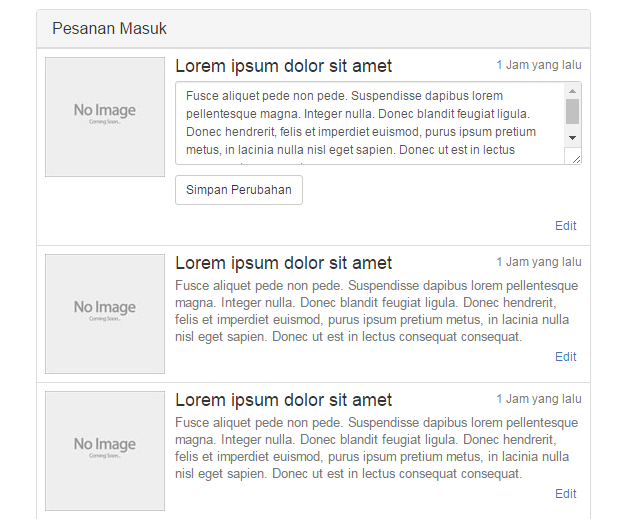 Pesanan Masuk
No Image
Coming Soon...
Lorem ipsum dolor sit amet
1 Jam yang lalu
Fusce aliquet pede non pede. Suspendisse dapibus lorem
pellentesque magna. Integer nulla. Donec blandit feugiat ligula.
Donec hendrerit, felis et imperdiet euismod, purus ipsum pretium
metus, in lacinia nulla nisl eget sapien. Donec ut est in lectus
Simpan Perubahan
Edit
No Image
Coming Soon...
Lorem ipsum dolor sit amet
1 Jam yang lalu
Fusce aliquet pede non pede. Suspendisse dapibus lorem pellentesque
magna. Integer nulla. Donec blandit feugiat ligula. Donec hendrerit,
felis et imperdiet euismod, purus ipsum pretium metus, in lacinia nulla
nisl eget sapien. Donec ut est in lectus consequat consequat.
Edit
No Image
Coming Soon...
Lorem ipsum dolor sit amet
1 Jam yang lalu
Fusce aliquet pede non pede. Suspendisse dapibus lorem pellentesque
magna. Integer nulla. Donec blandit feugiat ligula. Donec hendrerit,
felis et imperdiet euismod, purus ipsum pretium metus, in lacinia nulla
nisl eget sapien. Donec ut est in lectus consequat consequat.
Edit